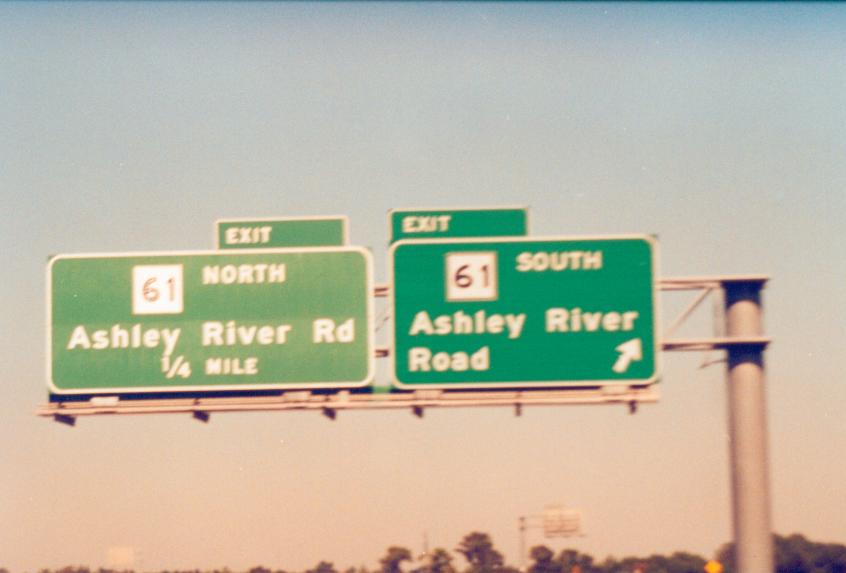 EXIT
61 NORTH
Ashley River Rd
1/4 MILE
EXIT
61 SOUTH
Ashley River
Road